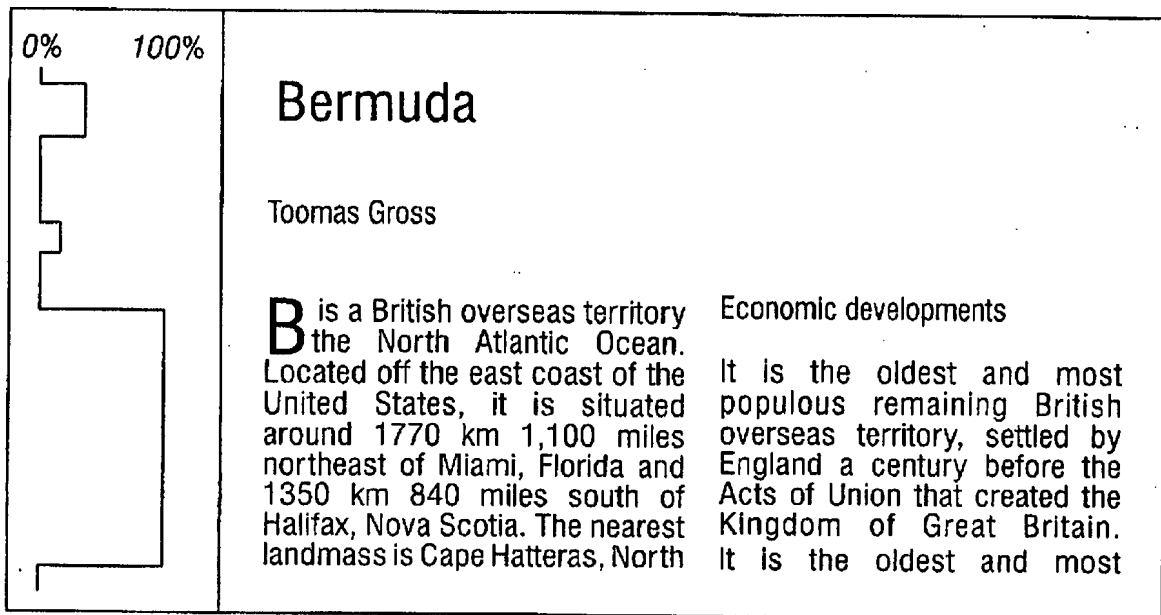 0% 100%
Bermuda
Toomas Gross
B is a British overseas territory
the North Atlantic Ocean.
Located off the east coast of the
United States, it is situated
around 1770 km 1,100 miles
northeast of Miami, Florida and
1350 km 840 miles south of
Halifax, Nova Scotia. The nearest
landmass is Cape Hatteras, North
Economic developments
It is the oldest and most
populous remaining British
overseas territory, settled by
England a century before the
Acts of Union that created the
Kingdom of Great Britain.
It is the oldest and most